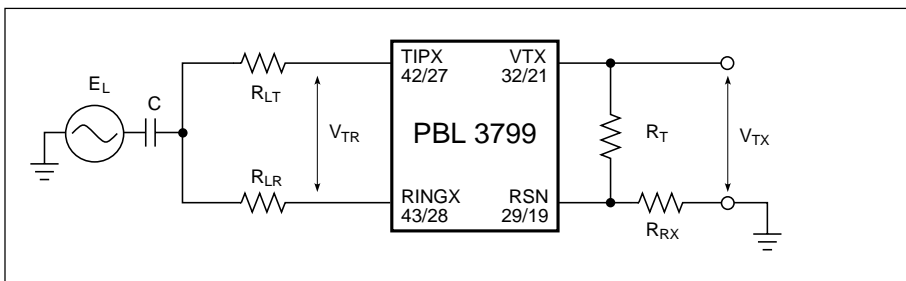 E_L
C
R_LT
R_LR
V_TR
TIPX
42/27
VTX
32/21
PBL 3799
RINGX
43/28
RSN
29/19
R_T
R_RX
V_TX